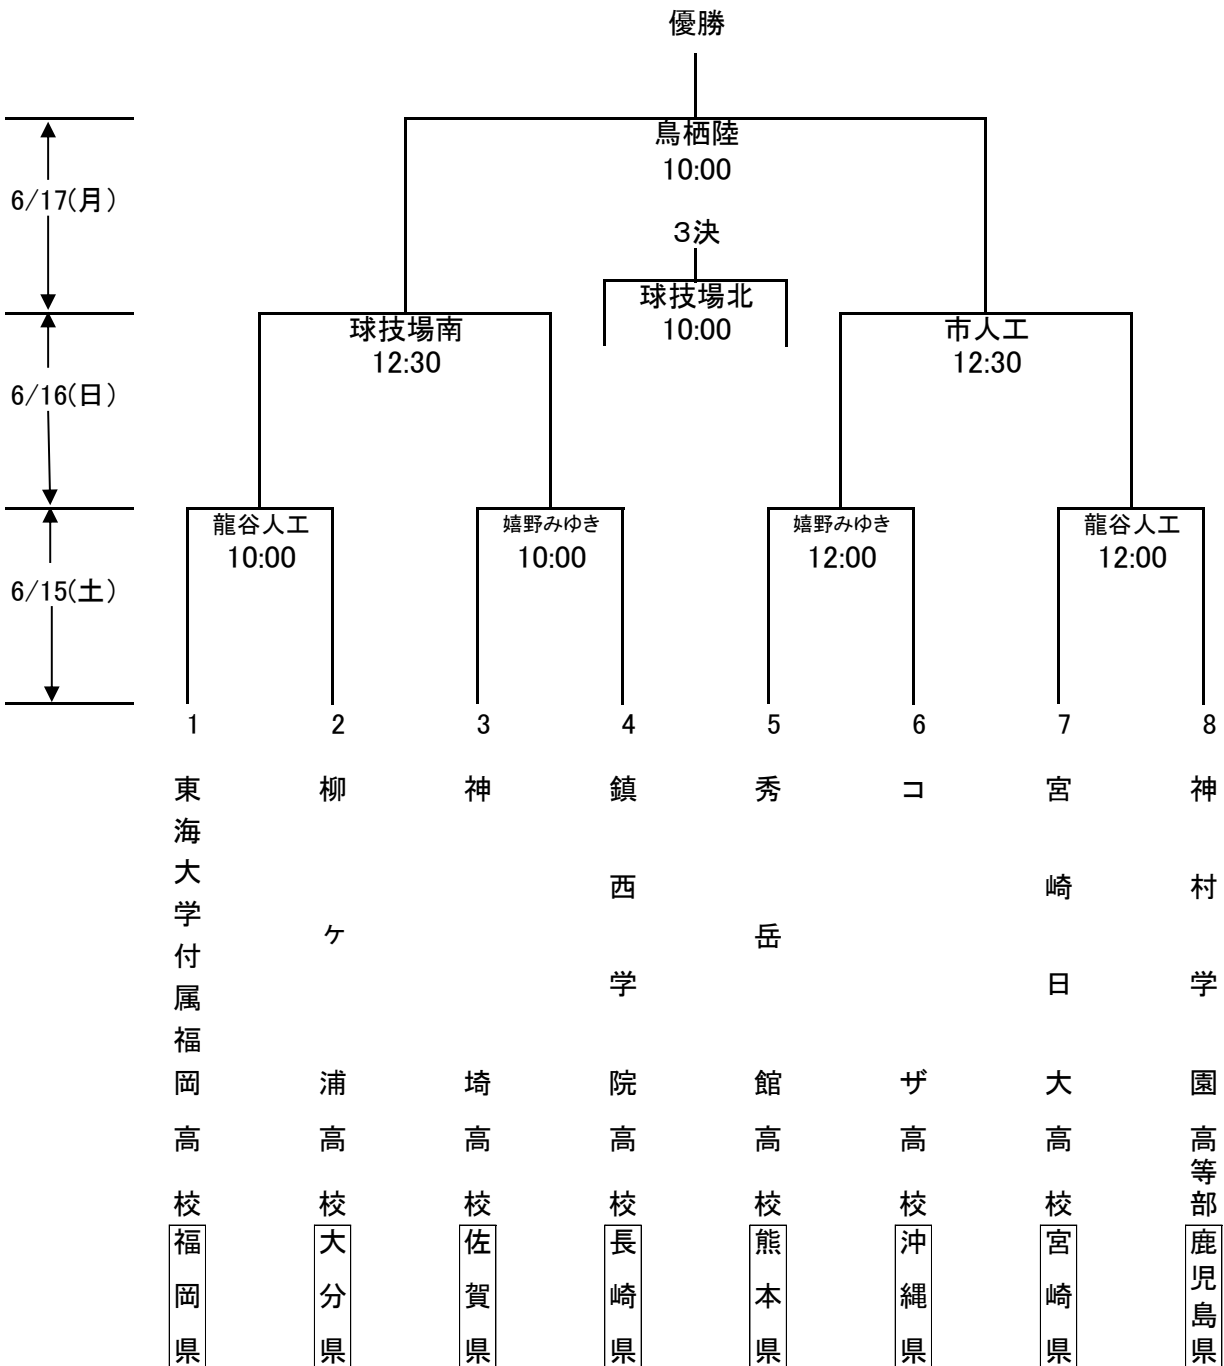 優勝
鳥栖陸
10:00
6/17(月)
3決
球技場北
10:00
球技場南
12:30
市人工
12:30
6/16(日)
龍谷人工
10:00
嬉野みゆき
10:00
嬉野みゆき
12:00
龍谷人工
12:00
6/15(土)
1
2
3
4
5
6
7
8
東海大学付属福岡高校
柳ヶ浦高校
神埼高校
鎮西学院高校
秀岳館高校
コザ高校
宮崎日大高校
神村学園高等部
福岡県
大分県
佐賀県
長崎県
熊本県
沖縄県
宮崎県
鹿児島県